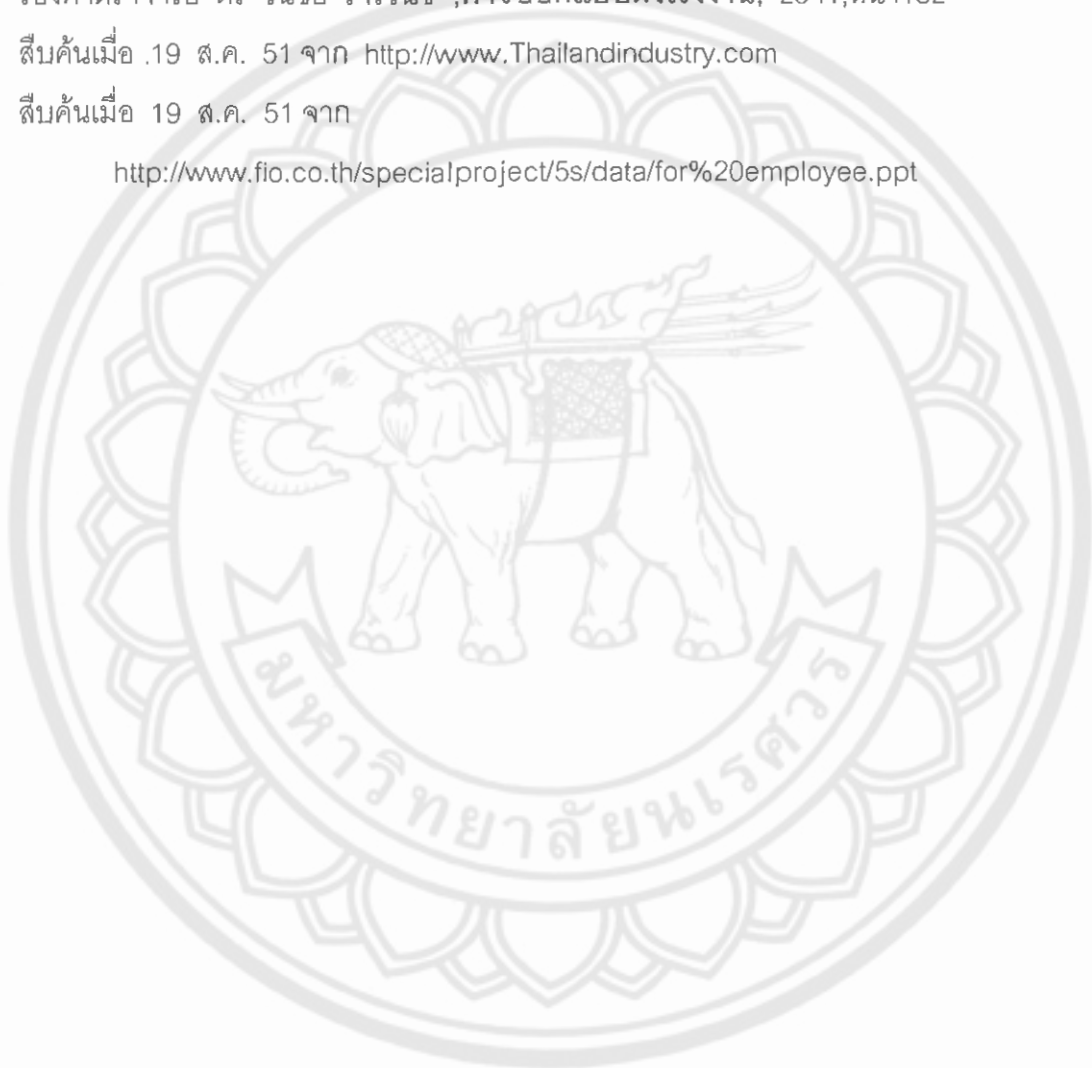 สืบค้นเมื่อ .19 ส.ค. 51 จาก http://www.Thailandindustry.com
สืบค้นเมื่อ 19 ส.ค. 51 จาก
http://www.fio.co.th/specialproject/5s/data/for%20employee.ppt
มหาวิทยาลัยนเรศวร